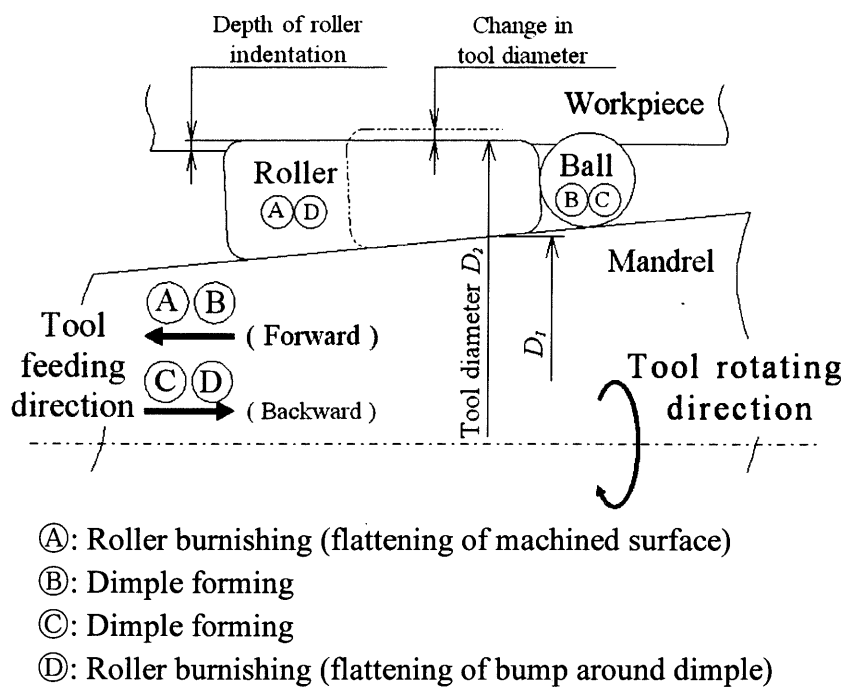 Depth of roller
indentation
Change in
tool diameter
Workpiece
Roller
Ⓐ Ⓓ
Ball
Ⓑ Ⓒ
Mandrel
Tool diameter D₂
D₁
Tool
feeding
direction
Ⓐ Ⓑ
( Forward )
Ⓒ Ⓓ
( Backward )
Tool rotating
direction
Ⓐ: Roller burnishing (flattening of machined surface)
Ⓑ: Dimple forming
Ⓒ: Dimple forming
Ⓓ: Roller burnishing (flattening of bump around dimple)